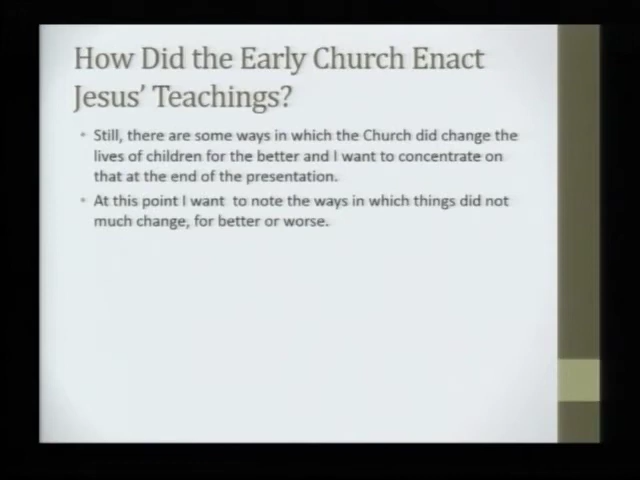 How Did the Early Church Enact
Jesus' Teachings?
• Still, there are some ways in which the Church did change the
lives of children for the better and I want to concentrate on
that at the end of the presentation.
• At this point I want to note the ways in which things did not
much change, for better or worse.